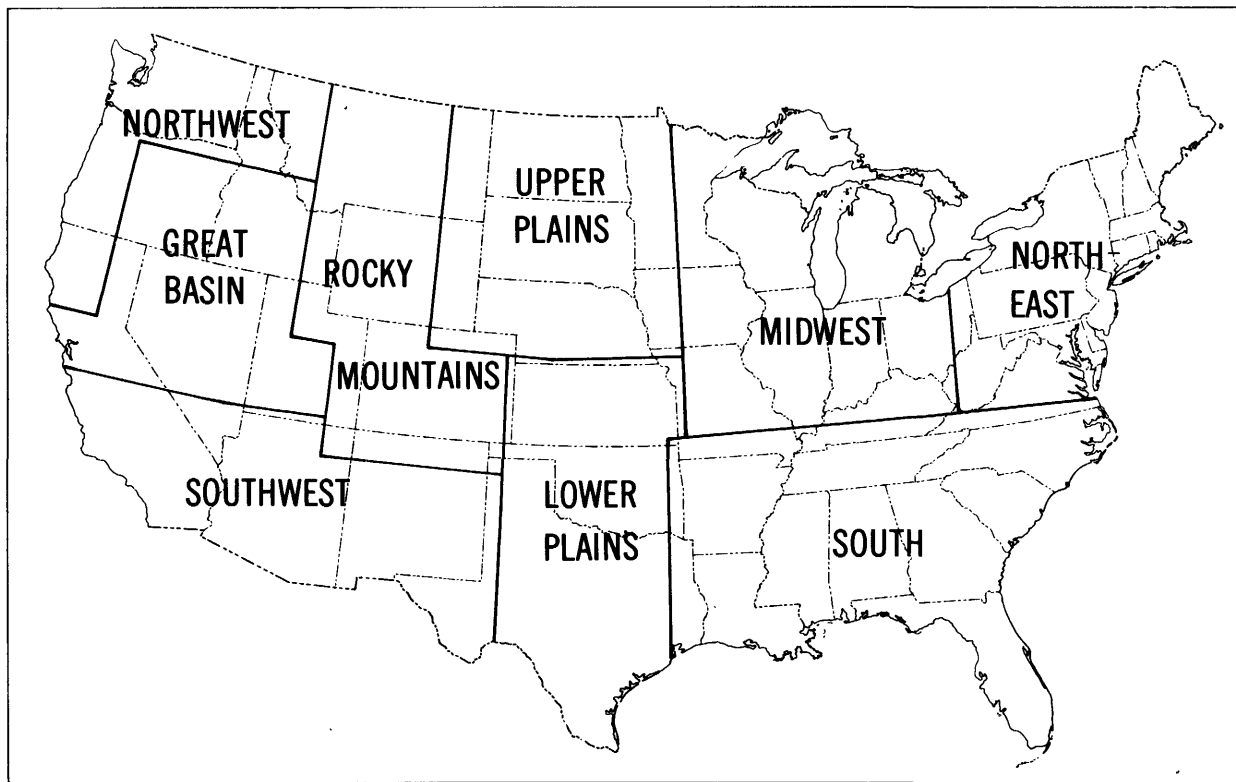 NORTHWEST
GREAT
BASIN
ROCKY
MOUNTAINS
UPPER
PLAINS
MIDWEST
NORTH
EAST
SOUTHWEST
LOWER
PLAINS
SOUTH